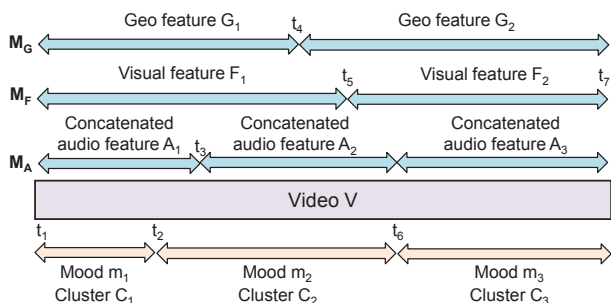 Geo feature G1 t4 Geo feature G2
MG
Visual feature F1 t5 Visual feature F2 t7
MF
Concatenated Concatenated Concatenated
audio feature A1 t3 audio feature A2 audio feature A3
MA
Video V
t1 t2 t6
Mood m1 Mood m2 Mood m3
Cluster C1 Cluster C2 Cluster C3